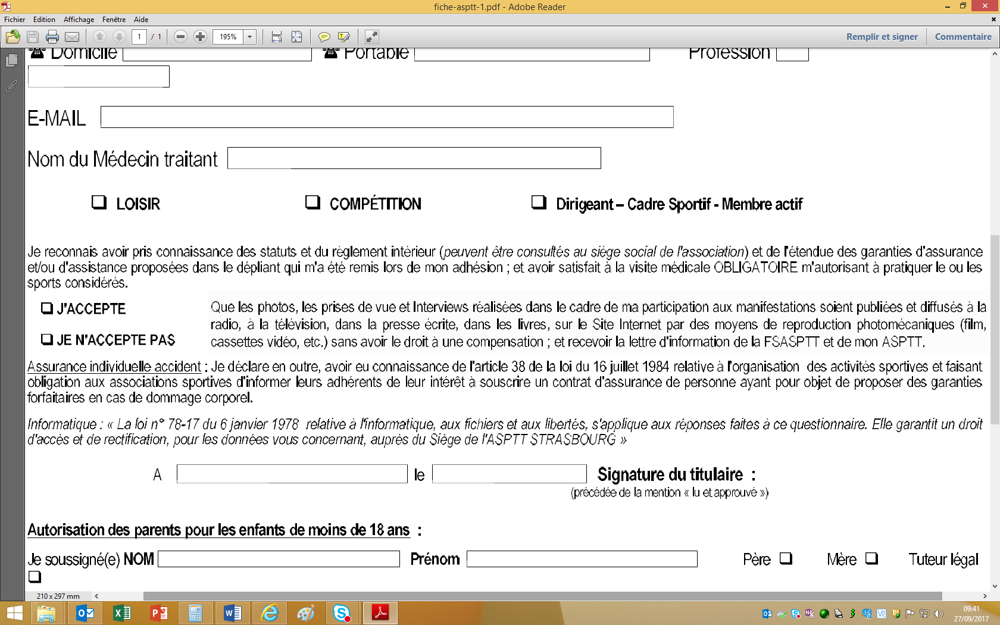 fiche-asptt-1.pdf - Adobe Reader
Fichier Edition Affichage Fenêtre Aide
1 / 1 195% Remplir et signer Commentaire
Domicile Portable Profession
E-MAIL
Nom du Médecin traitant
LOISIR COMPÉTITION Dirigeant – Cadre Sportif - Membre actif
Je reconnais avoir pris connaissance des statuts et du règlement intérieur (peuvent être consultés au siège social de l'association) et de l'étendue des garanties d'assurance
et/ou d'assistance proposées dans le dépliant qui m'a été remis lors de mon adhésion ; et avoir satisfait à la visite médicale OBLIGATOIRE m'autorisant à pratiquer le ou les
sports considérés.
J'ACCEPTE
JE N'ACCEPTE PAS
Que les photos, les prises de vue et Interviews réalisées dans le cadre de ma participation aux manifestations soient publiées et diffusés à la
radio, à la télévision, dans la presse écrite, dans les livres, sur le Site Internet par des moyens de reproduction photomécaniques (film,
cassettes vidéo, etc.) sans avoir le droit à une compensation ; et recevoir la lettre d'information de la FSASPTT et de mon ASPTT.
Assurance individuelle accident : Je déclare en outre, avoir eu connaissance de l'article 38 de la loi du 16 juillet 1984 relative à l'organisation des activités sportives et faisant
obligation aux associations sportives d'informer leurs adhérents de leur intérêt à souscrire un contrat d'assurance de personne ayant pour objet de proposer des garanties
forfaitaires en cas de dommage corporel.
Informatique : « La loi n° 78-17 du 6 janvier 1978 relative à l'informatique, aux fichiers et aux libertés, s'applique aux réponses faites à ce questionnaire. Elle garantit un droit
d'accès et de rectification, pour les données vous concernant, auprès du Siège de l'ASPTT STRASBOURG »
A le Signature du titulaire :
(précédée de la mention « lu et approuvé »)
Autorisation des parents pour les enfants de moins de 18 ans :
Je soussigné(e) NOM Prénom Père Mère Tuteur légal
210 x 297 mm
09:41
27/09/2017